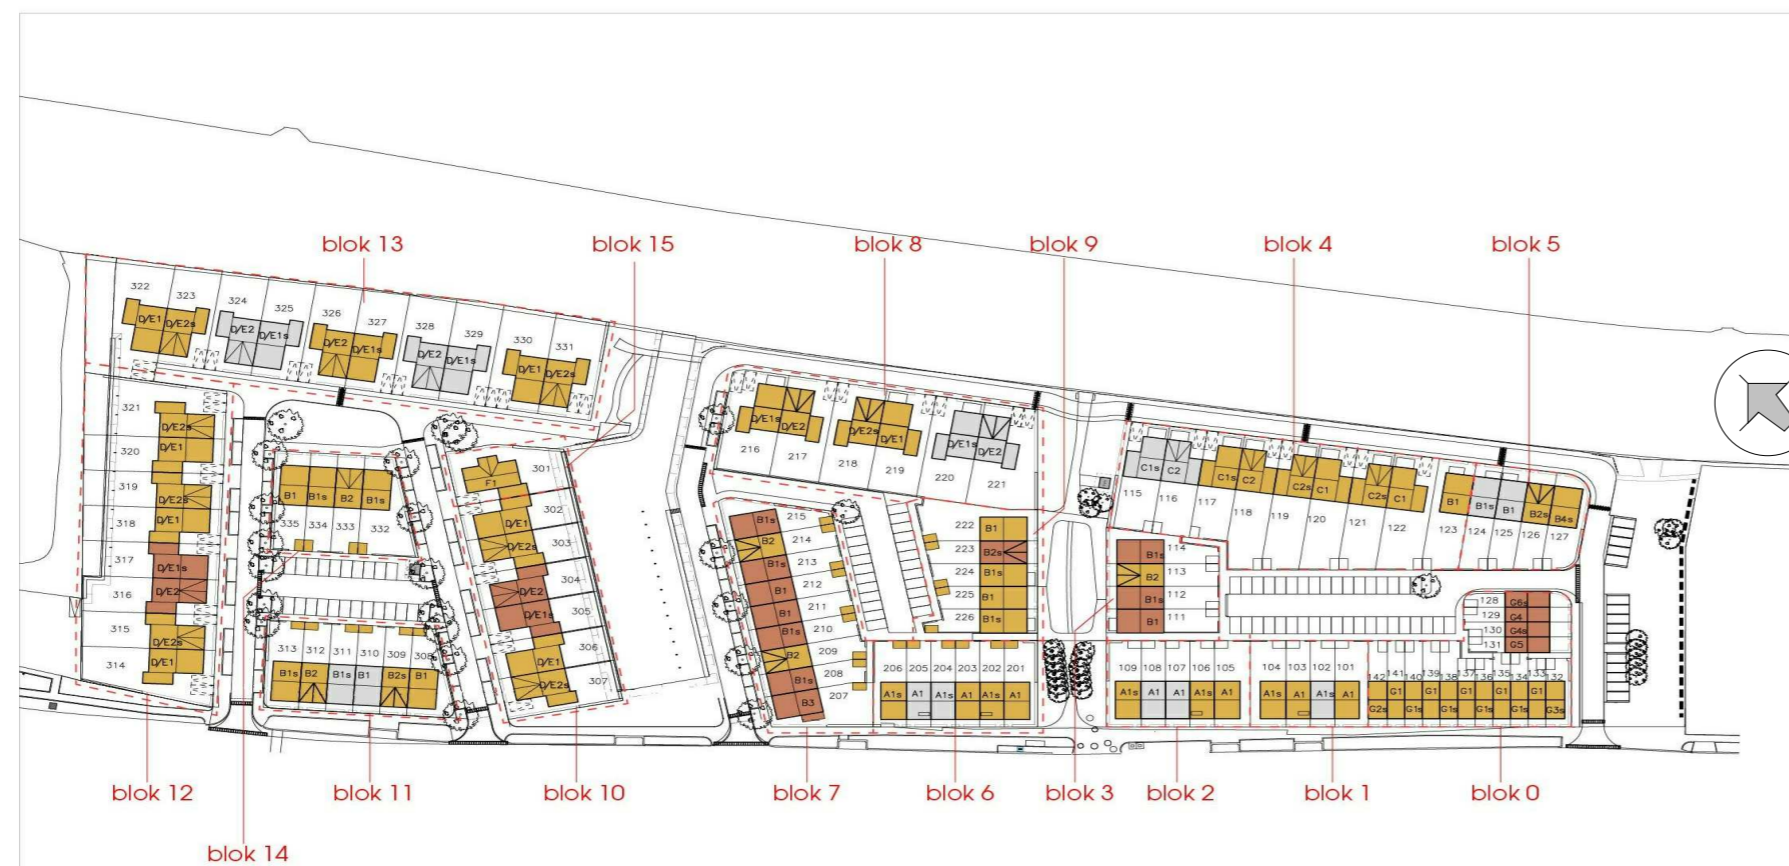 blok 13
blok 15
blok 8
blok 9
blok 4
blok 5
322 323 324 325 326 327 328 329 330 331
D/E1 D/E2s D/E2 D/E1s D/E2 D/E1s D/E2 D/E1s D/E1 D/E2s
321 D/E2s
320 D/E1
319 D/E2s
318 D/E1
317 D/E1s
316 D/E2
315 D/E2s
314 D/E1
B1 B1s B2 B1s
335 334 333 332
313 312 311 310 309 308
B1s B2 B1s B1 B2s B1
F1 301
D/E1 302
D/E2s 303
D/E2 304
D/E1s 305
D/E1 306
D/E2s 307
D/E1s D/E2 D/E2s D/E1 D/E1s D/E2
216 217 218 219 220 221
B1s 215
B2 214
B1s 213
B1 212
B1 211
B1s 210
B2 209
B1s 208
B3 207
222 B1
223 B2s
224 B1s
225 B1
226 B1s
206 205 204 203 202 201
A1s A1 A1s A1 A1s A1
C1s C2 C1s C2 C2s C1 C2s C1
115 116 117 118 119 120 121 122
B1 B1s B1 B2s B4s
123 124 125 126 127
B1s 114
B2 113
B1s 112
B1 111
128 G6s
129 G4
130 G4s
131 G5
109 108 107 106 105
A1s A1 A1 A1s A1
104 103 102 101
A1s A1 A1s A1
142 141 140 139 138 137 136 135 134 133 132
G2s G1 G1s G1 G1s G1 G1s G1 G1s G1 G3s
blok 12
blok 11
blok 10
blok 7
blok 6
blok 3
blok 2
blok 1
blok 0
blok 14